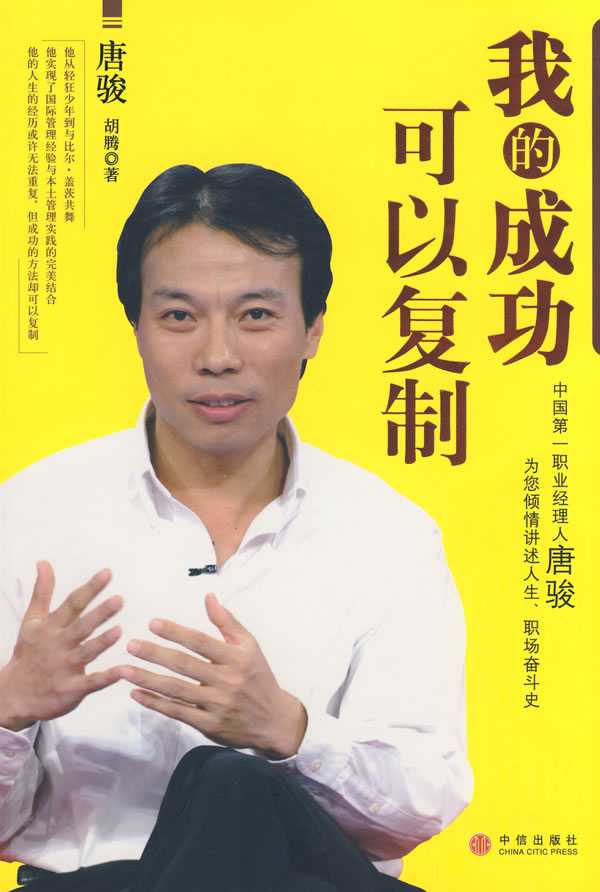 我的成功
可以复制
中国第一职业经理人唐骏
为您倾情讲述人生、职场奋斗史
唐骏 胡腾◎著
他从轻狂少年到与比尔·盖茨共舞
他实现了国际管理经验与本土管理实践的完美结合
他的人生的经历或许无法重复，但成功的方法却可以复制
中信出版社
CHINA CITIC PRESS